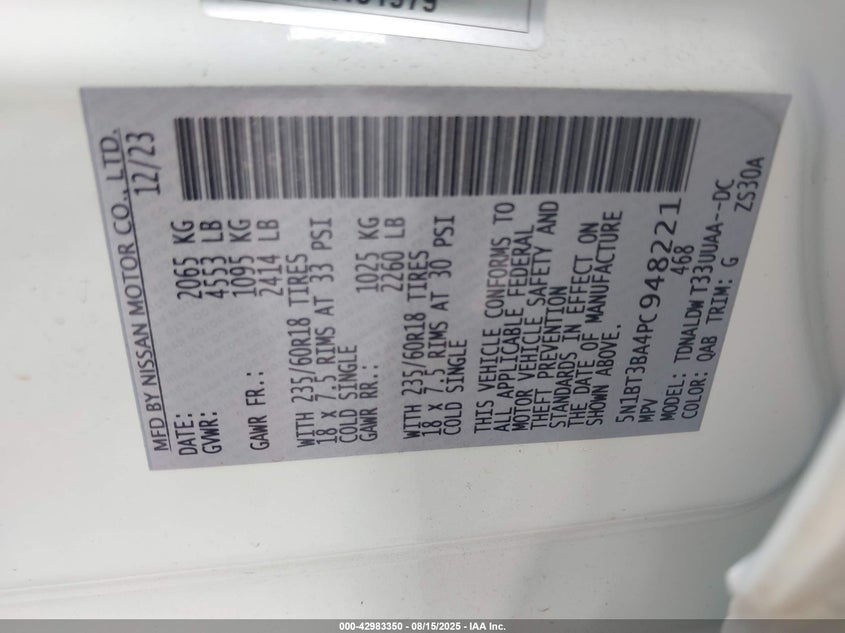 MFD BY NISSAN MOTOR CO., LTD.
DATE: 12/23
GVWR: 2065 KG
4553 LB
GAWR FR.: 1095 KG
2414 LB
WITH 235/60R18 TIRES
18 x 7.5 RIMS AT 33 PSI
COLD SINGLE
GAWR RR.: 1025 KG
2260 LB
WITH 235/60R18 TIRES
18 x 7.5 RIMS AT 30 PSI
COLD SINGLE
THIS VEHICLE CONFORMS TO
ALL APPLICABLE FEDERAL
MOTOR VEHICLE SAFETY AND
THEFT PREVENTION
STANDARDS IN EFFECT ON
THE DATE OF MANUFACTURE
SHOWN ABOVE.
5N1BT3BA4PC948221
MPV 468
MODEL: TDNALDW T33UUAA--DC
COLOR: QAB TRIM: G ZS30A
000-42983350 - 08/15/2025 - IAA Inc.